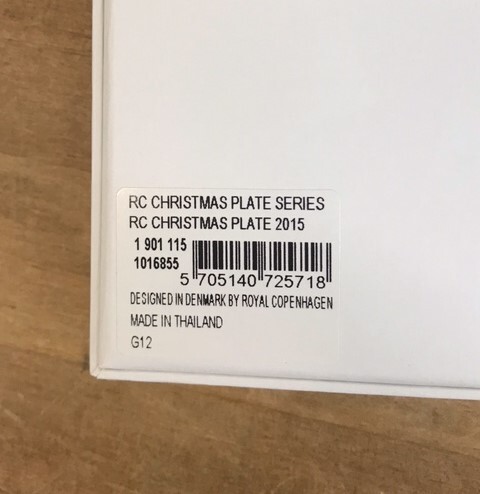 RC CHRISTMAS PLATE SERIES
RC CHRISTMAS PLATE 2015
1 901 115
1016855
5 705140 725718
DESIGNED IN DENMARK BY ROYAL COPENHAGEN
MADE IN THAILAND
G12